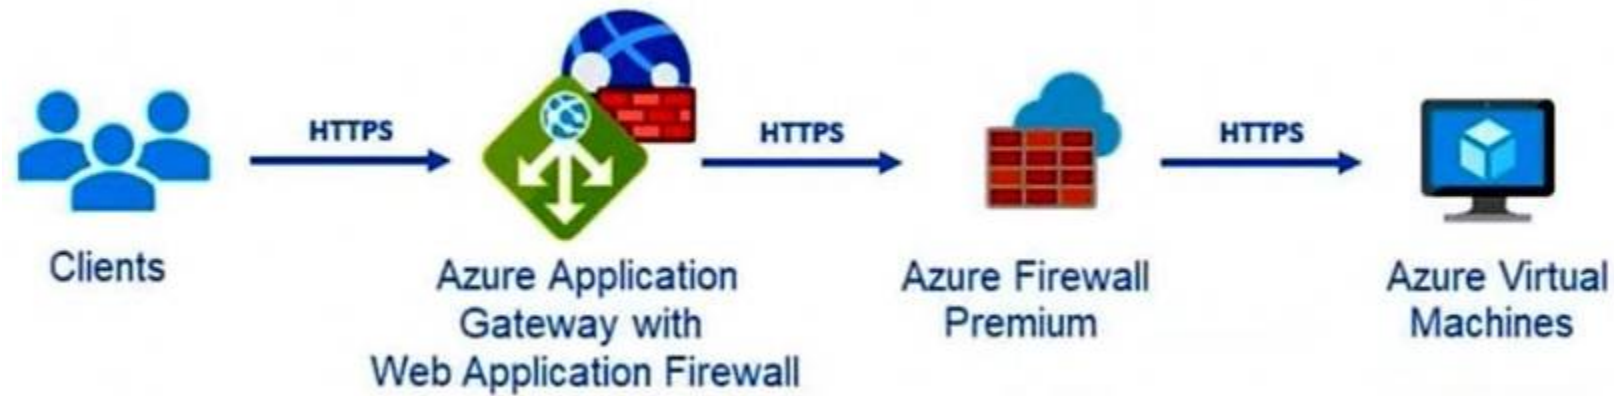 HTTPS
HTTPS
HTTPS
Clients
Azure Application
Gateway with
Web Application Firewall
Azure Firewall
Premium
Azure Virtual
Machines